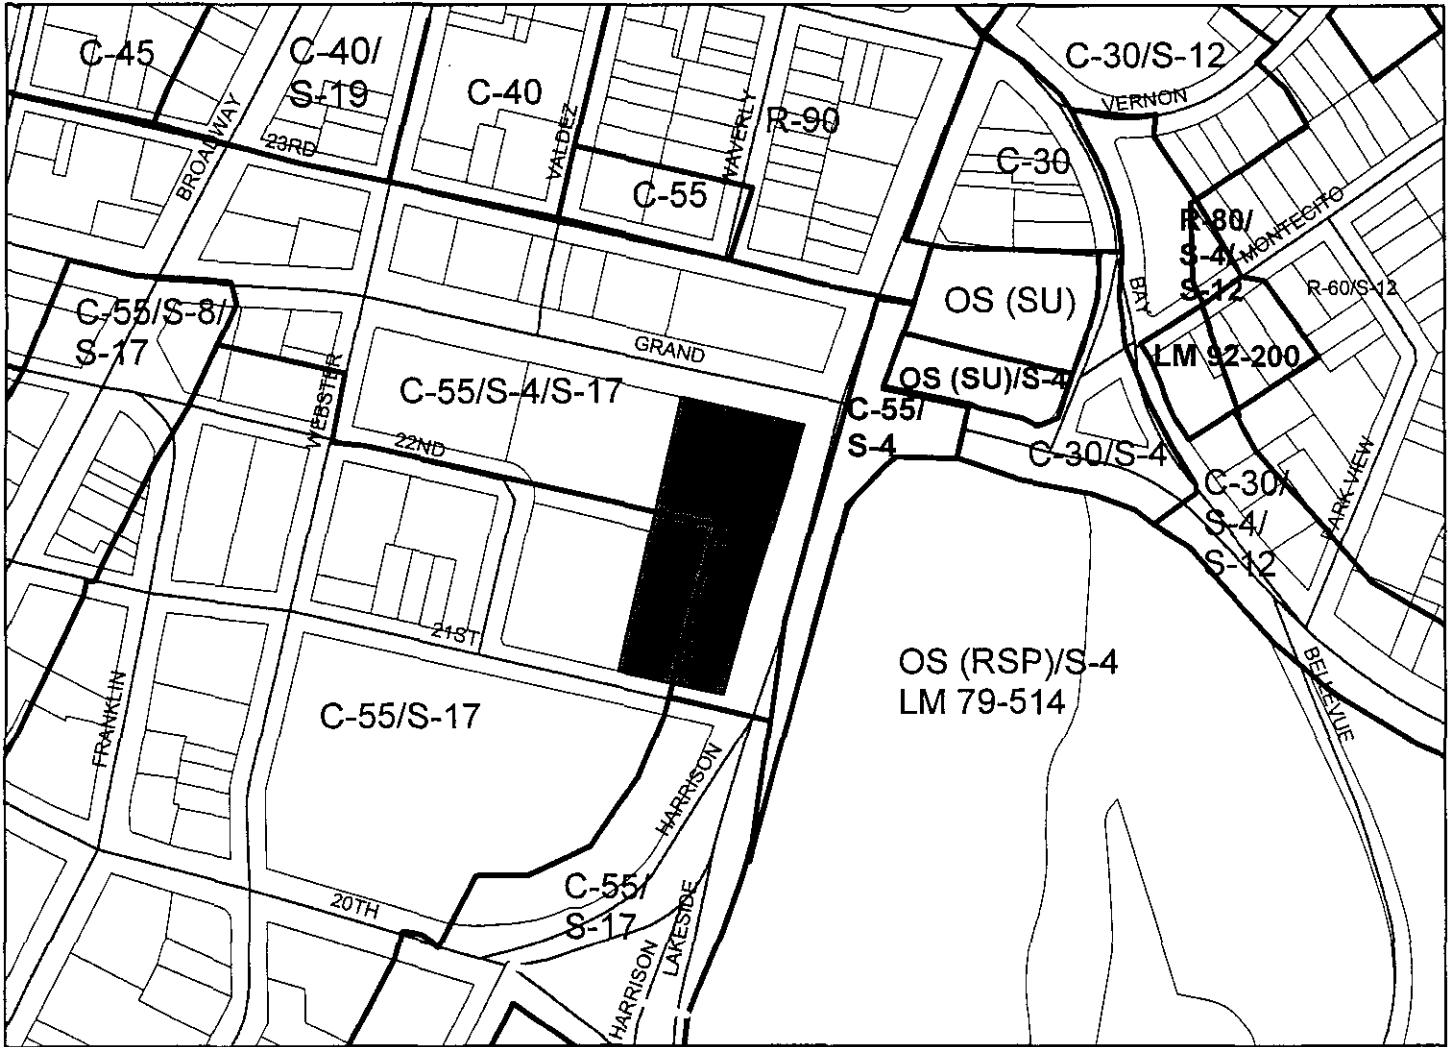 C-45
C-40/
S-19
C-40
C-30/S-12
VERNON
BROADWAY
23RD
VALDEZ
WAVERLY
R-90
C-30
C-55
R-80/
S-4/
S-12
MONTECITO
BAY
R-60/S-12
OS (SU)
C-55/S-8/
S-17
GRAND
LM 92-200
WEBSTER
C-55/S-4/S-17
OS (SU)/S-4
C-55/
S-4
22ND
C-30/S-4
C-30/
S-4/
S-12
PARK VIEW
21ST
OS (RSP)/S-4
LM 79-514
BELLEVUE
FRANKLIN
C-55/S-17
HARRISON
20TH
C-55/
S-17
LAKESIDE
HARRISON